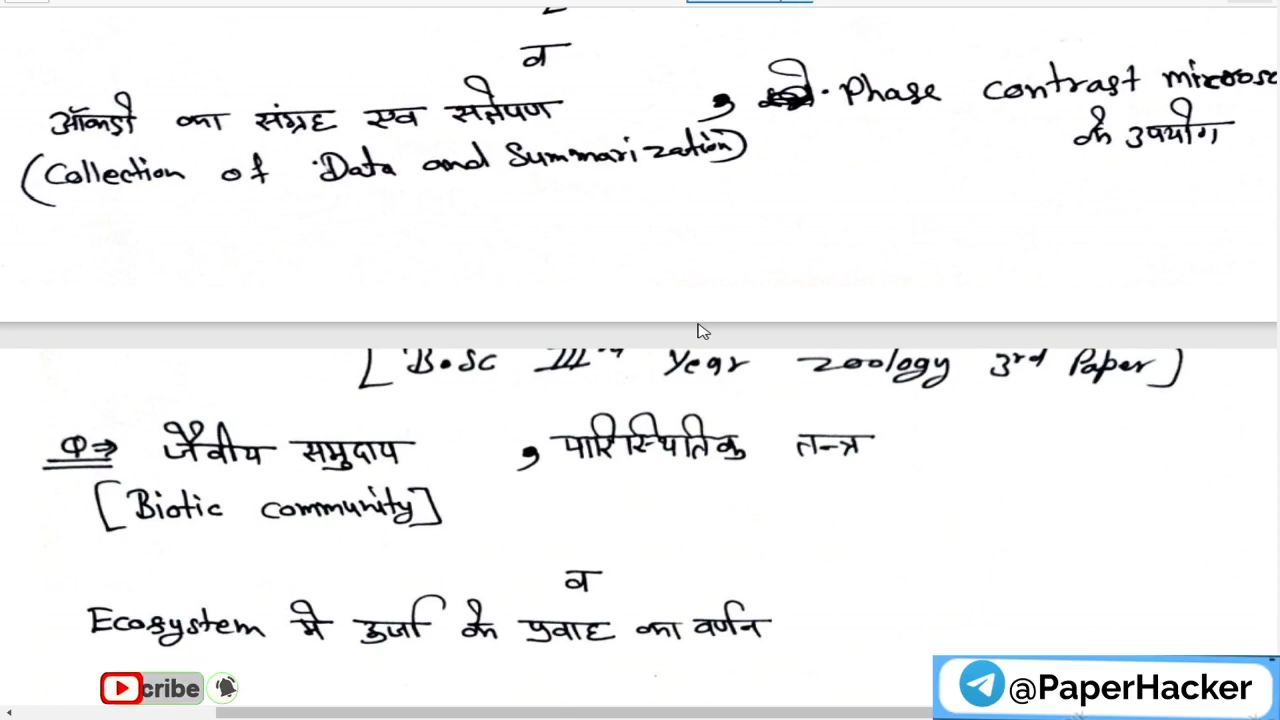 व
आँकडो का संग्रह एव संक्षेपण , . Phase contrast
के उपयोग
(Collection of Data and Summarization)
[B.Sc III Year Zoology 3rd Paper]
Q⇒ जैवीय समुदाय , पारिस्थितिक तन्त्र
[Biotic community]
व
Ecosystem मे ऊर्जा के प्रवाह का वर्णन
cribe
@PaperHacker